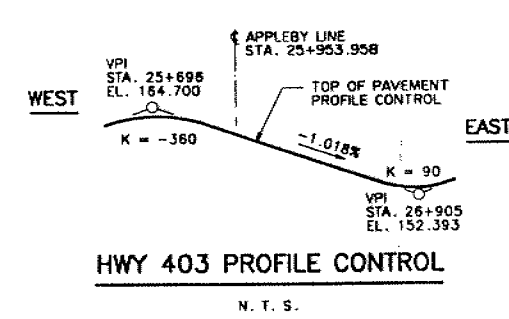 ℄ APPLEBY LINE
STA. 25+953.958
VPI
STA. 25+696
EL. 164.700
WEST
TOP OF PAVEMENT
PROFILE CONTROL
EAST
K = -360
-1.018%
K = 90
VPI
STA. 26+905
EL. 152.393
HWY 403 PROFILE CONTROL
N. T. S.